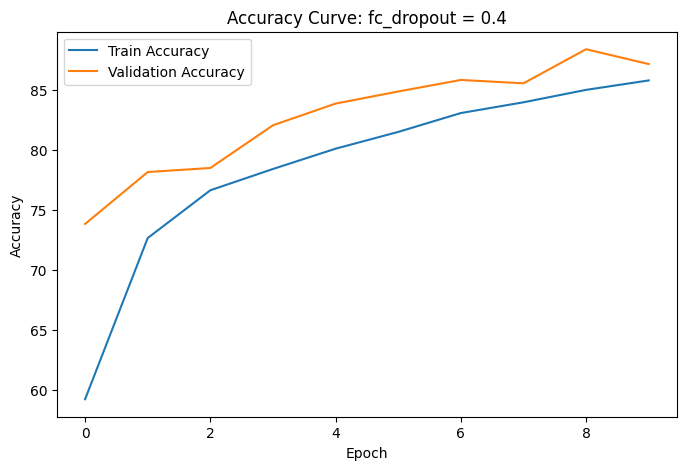 Accuracy Curve: fc_dropout = 0.4
Train Accuracy
Validation Accuracy
Accuracy
85
80
75
70
65
60
0 2 4 6 8
Epoch